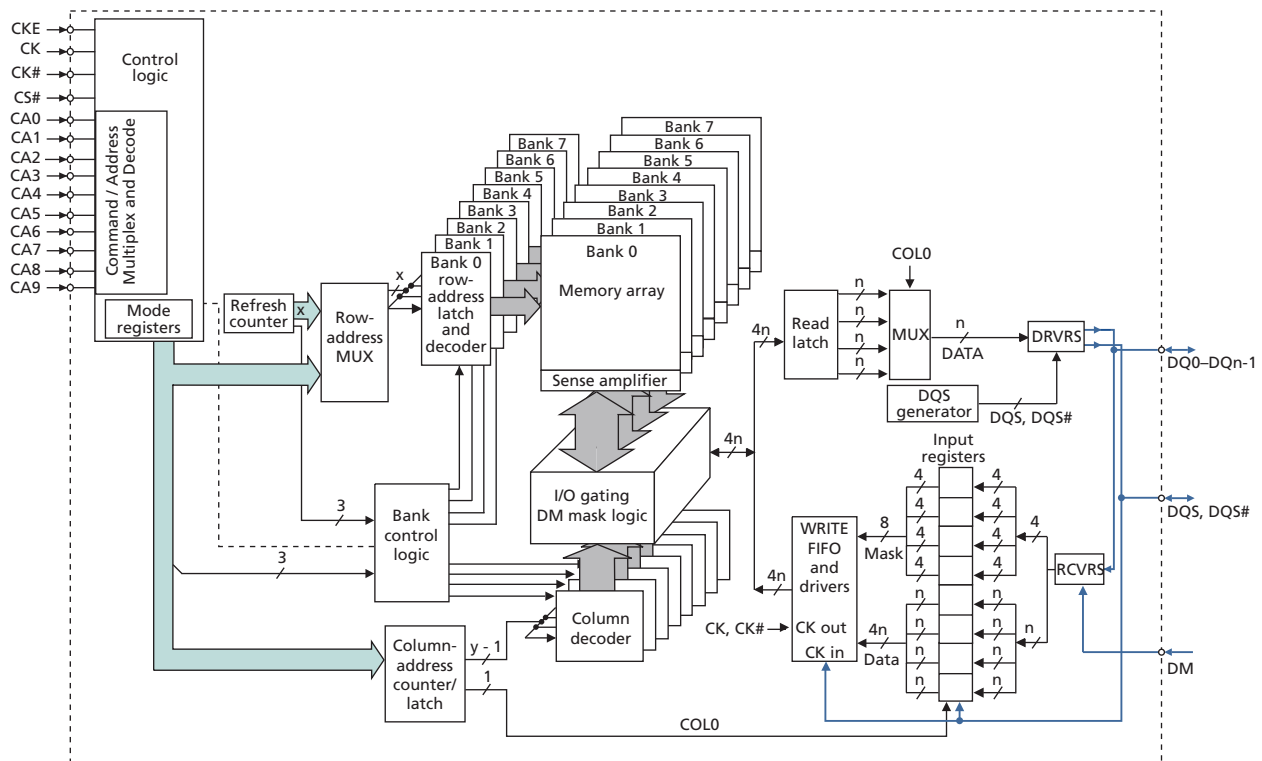 CKE
CK
CK#
CS#
CA0
CA1
CA2
CA3
CA4
CA5
CA6
CA7
CA8
CA9
Control
logic
Command / Address
Multiplex and Decode
Mode
registers
Refresh
counter
x
Row-
address
MUX
x
Bank 7
Bank 6
Bank 5
Bank 4
Bank 3
Bank 2
Bank 1
Bank 0
row-
address
latch
and
decoder
Bank 7
Bank 6
Bank 5
Bank 4
Bank 3
Bank 2
Bank 1
Bank 0
Memory array
Sense amplifier
3
3
Bank
control
logic
I/O gating
DM mask logic
Column
decoder
Column-
address
counter/
latch
y - 1
1
COL0
4n
4n
Read
latch
n
n
n
n
COL0
MUX
n
DATA
DRVRS
DQS
generator
DQS, DQS#
DQ0–DQn-1
Input
registers
4n
WRITE
FIFO
and
drivers
CK out
CK in
CK, CK#
8
Mask
4n
Data
4
4
4
4
n
n
n
n
4
4
4
4
n
n
n
n
4
n
RCVRS
DQS, DQS#
DM